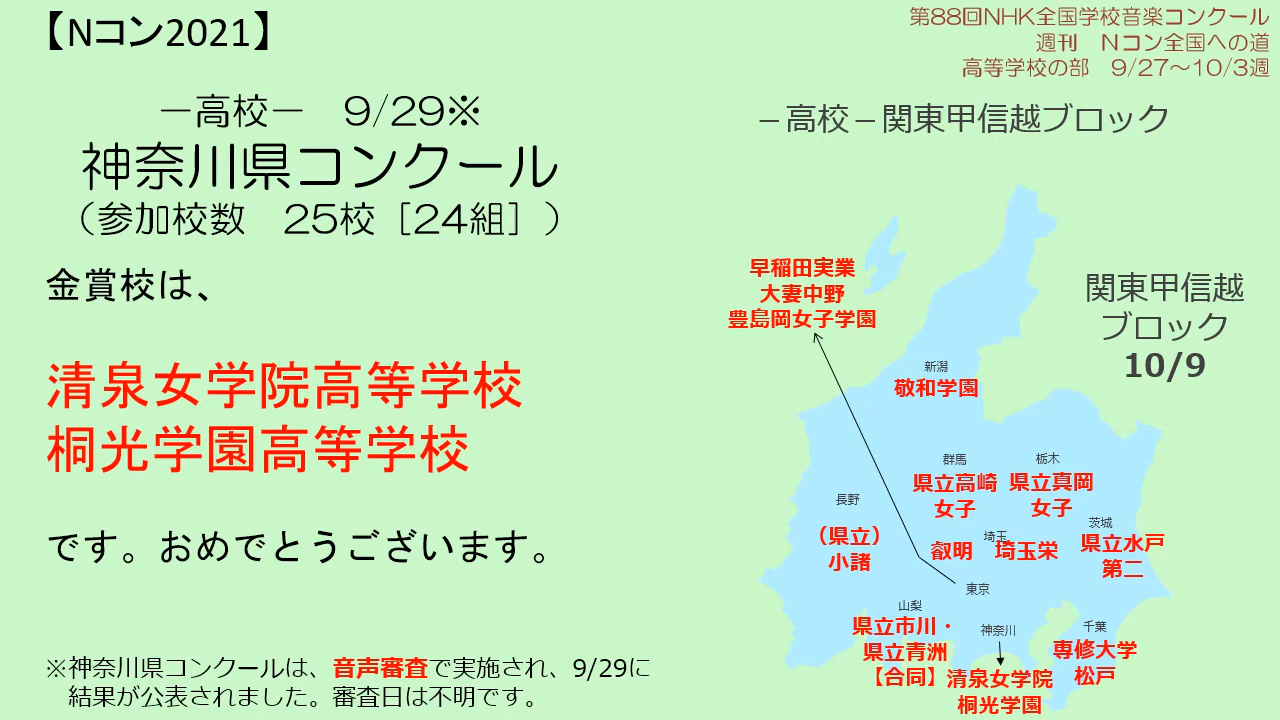 【Nコン2021】
第88回NHK全国学校音楽コンクール
週刊　Nコン全国への道
高等学校の部　9/27～10/3週
－高校－　9/29※
神奈川県コンクール
（参加校数　25校［24組］）
金賞校は、
清泉女学院高等学校
桐光学園高等学校
です。おめでとうございます。
※神奈川県コンクールは、音声審査で実施され、9/29に
結果が公表されました。審査日は不明です。
－高校－関東甲信越ブロック
関東甲信越
ブロック
10/9
早稲田実業
大妻中野
豊島岡女子学園
新潟
敬和学園
群馬
県立高崎
女子
栃木
県立真岡
女子
長野
（県立）
小諸
埼玉
叡明
埼玉栄
茨城
県立水戸
第二
東京
山梨
県立市川・
県立青洲
【合同】
神奈川
清泉女学院
桐光学園
千葉
専修大学
松戸